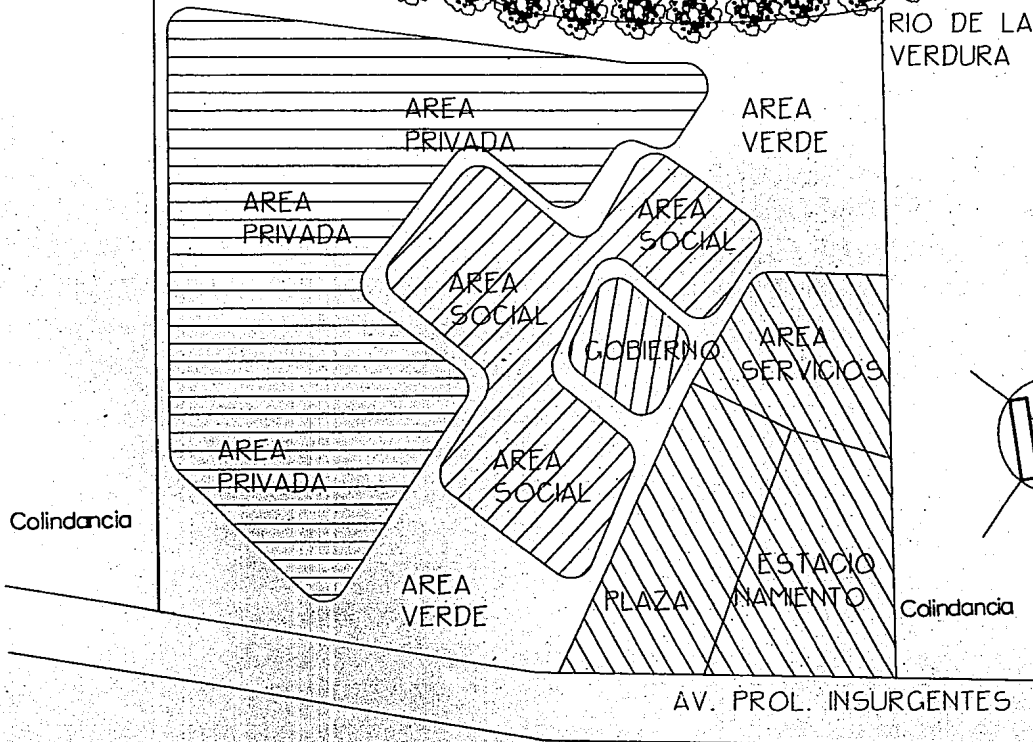 RIO DE LA
VERDURA
AREA
PRIVADA
AREA
VERDE
AREA
PRIVADA
AREA
SOCIAL
AREA
SOCIAL
GOBIERNO
AREA
SERVICIOS
AREA
PRIVADA
AREA
SOCIAL
Colindancia
AREA
VERDE
PLAZA
ESTACIO
NAMIENTO
Colindancia
AV. PROL. INSURGENTES